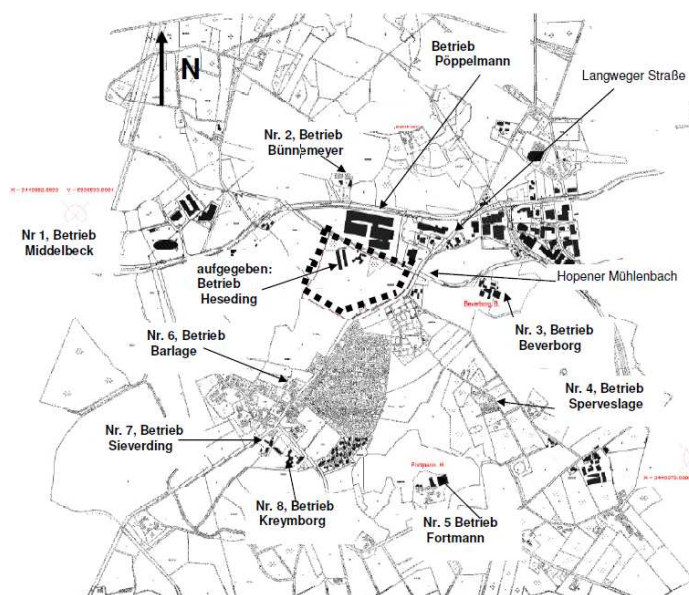 Betrieb
Pöppelmann
Langweger Straße
N
Nr. 2, Betrieb
Bünnemeyer
Nr 1, Betrieb
Middelbeck
aufgegeben:
Betrieb
Heseding
Hopener Mühlenbach
Beverborg, B.
Nr. 3, Betrieb
Beverborg
Nr. 6, Betrieb
Barlage
Nr. 4, Betrieb
Sperveslage
Nr. 7, Betrieb
Sieverding
Fortmann, H
Nr. 8, Betrieb
Kreymborg
Nr. 5 Betrieb
Fortmann